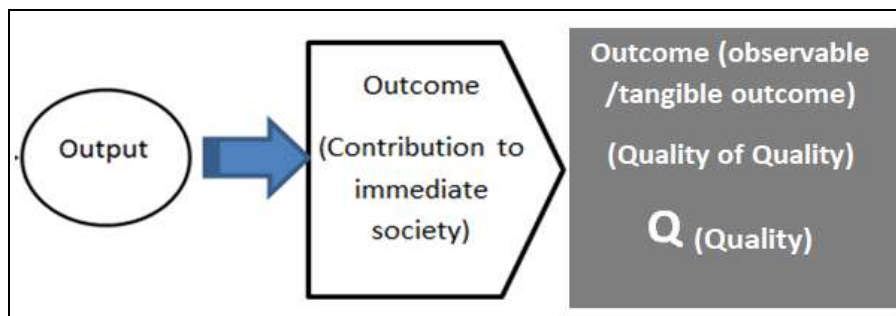 Output
Outcome
(Contribution to
immediate
society)
Outcome (observable
/tangible outcome)
(Quality of Quality)
Q (Quality)